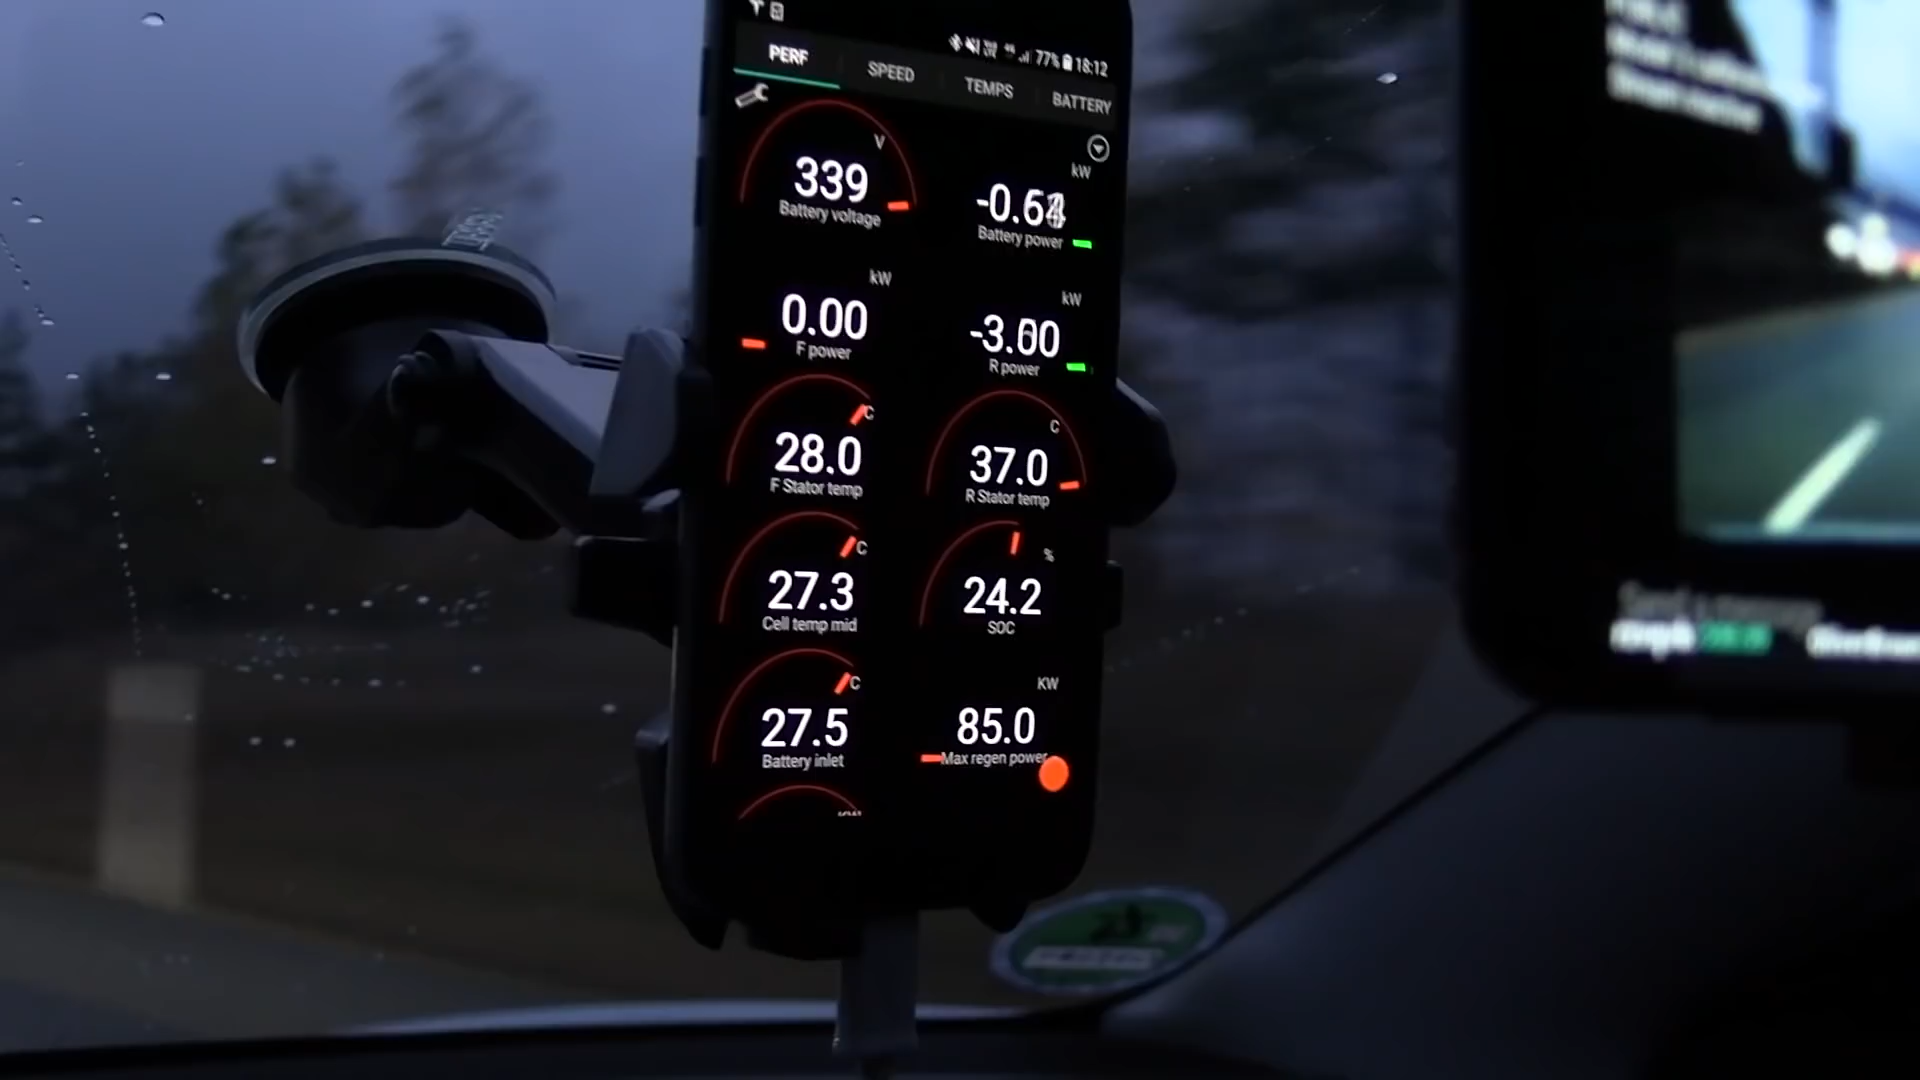 77% 18:12
PERF SPEED TEMPS BATTERY
V
339
Battery voltage
kW
Battery power
kW
0.00
F power
kW
R power
C
28.0
F Stator temp
C
37.0
R Stator temp
C
27.3
Cell temp mid
%
24.2
SOC
C
27.5
Battery inlet
KW
85.0
Max regen power